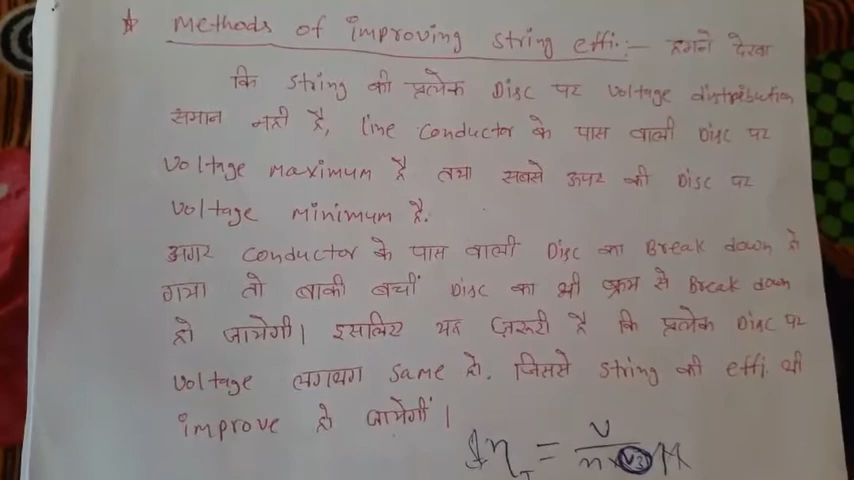 * Methods of improving string effi.:— हमने देखा
कि string की प्रत्येक Disc पर voltage distribution
समान नहीं है, line conductor के पास वाली Disc पर
voltage maximum है तथा सबसे ऊपर की Disc पर
voltage minimum है.
अगर conductor के पास वाली Disc का Break down हो
गया तो बाकी बचीं Disc का भी क्रम से Break down
हो जायेगी। इसलिए यह ज़रूरी है कि प्रत्येक Disc पर
voltage लगभग same हो. जिससे string की effi. भी
improve हो जायेगीं।
η = V / n × V3